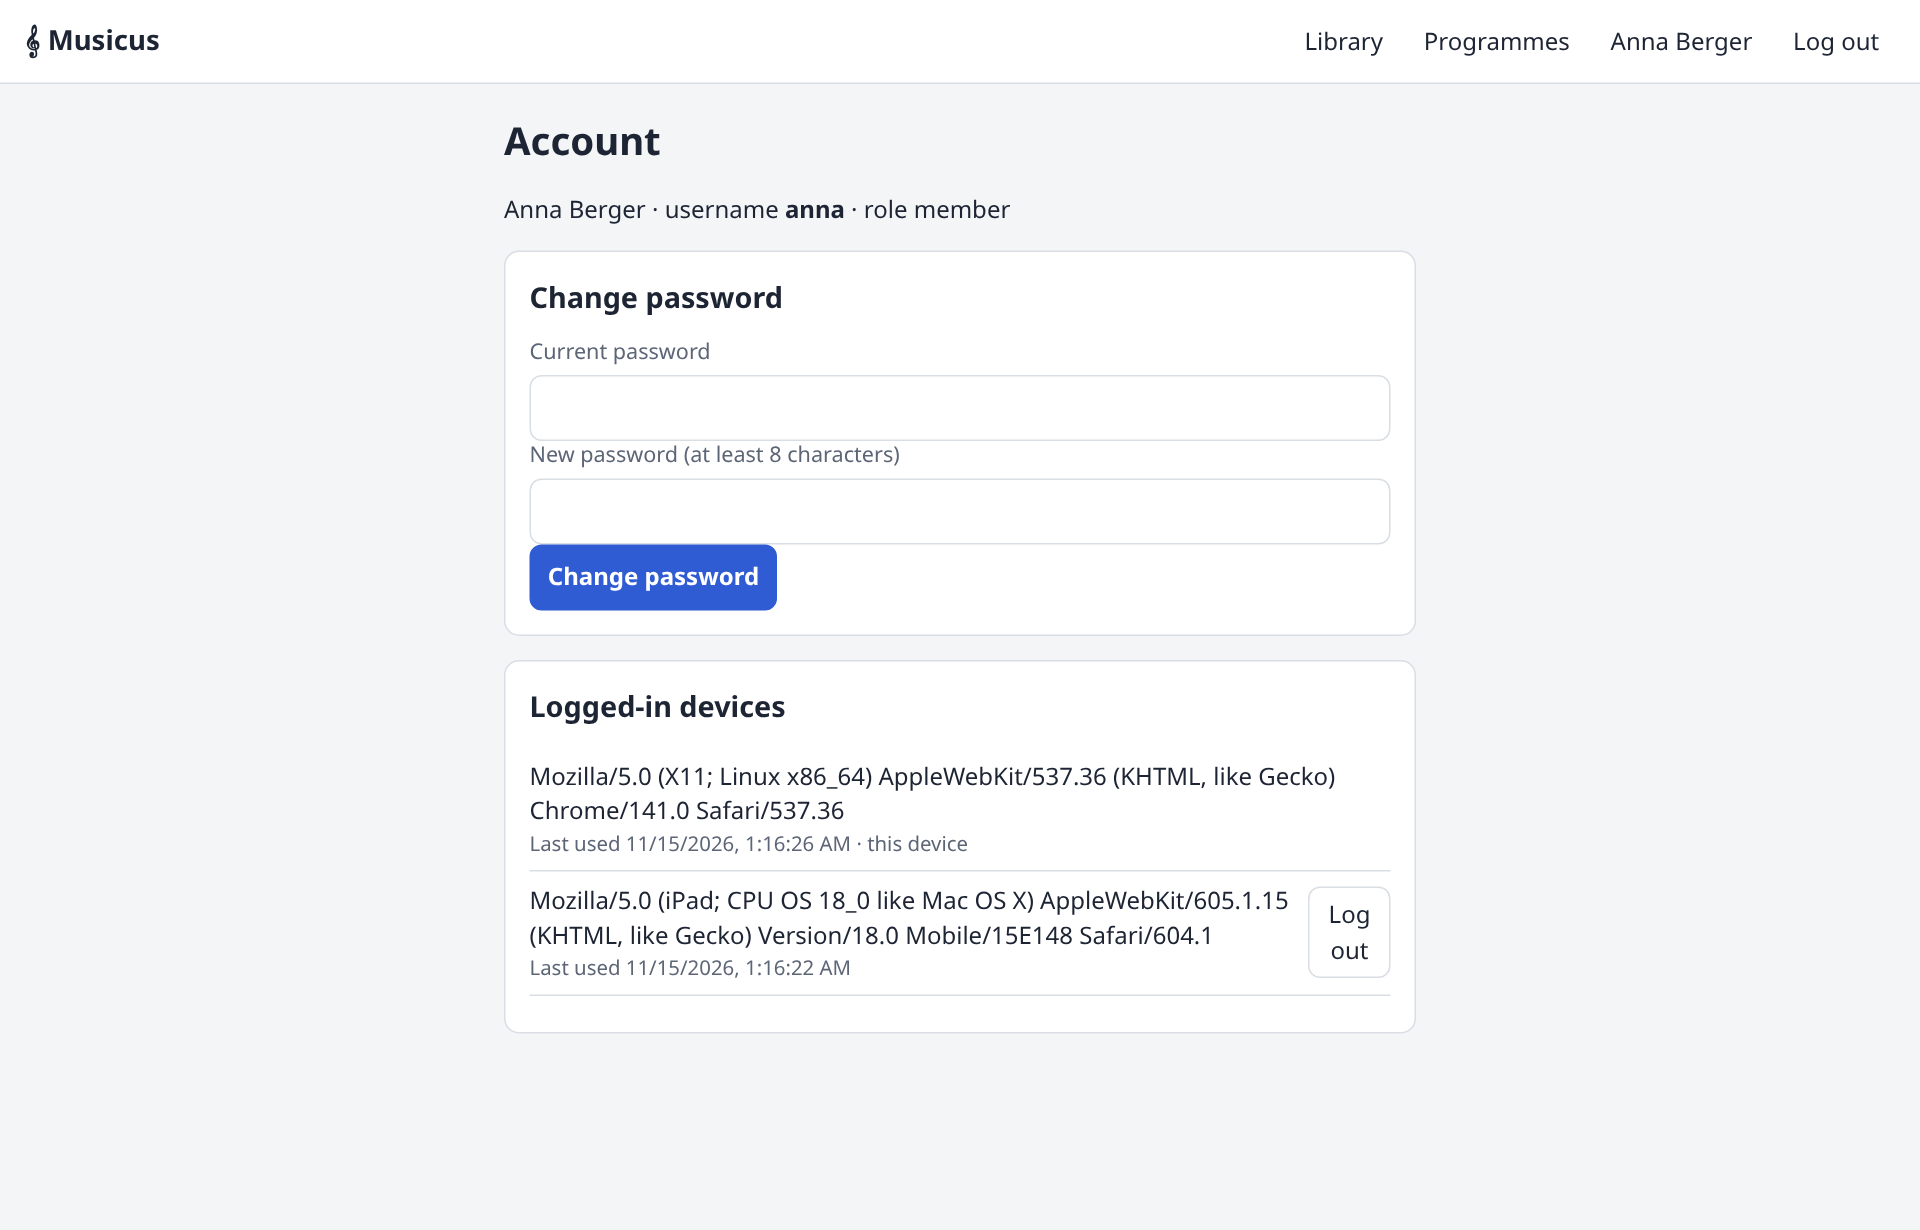 𝄞 Musicus
Library Programmes Anna Berger Log out
Account
Anna Berger · username anna · role member
Change password
Current password
New password (at least 8 characters)
Change password
Logged-in devices
Mozilla/5.0 (X11; Linux x86_64) AppleWebKit/537.36 (KHTML, like Gecko)
Chrome/141.0 Safari/537.36
Last used 11/15/2026, 1:16:26 AM · this device
Mozilla/5.0 (iPad; CPU OS 18_0 like Mac OS X) AppleWebKit/605.1.15
(KHTML, like Gecko) Version/18.0 Mobile/15E148 Safari/604.1
Last used 11/15/2026, 1:16:22 AM
Log
out